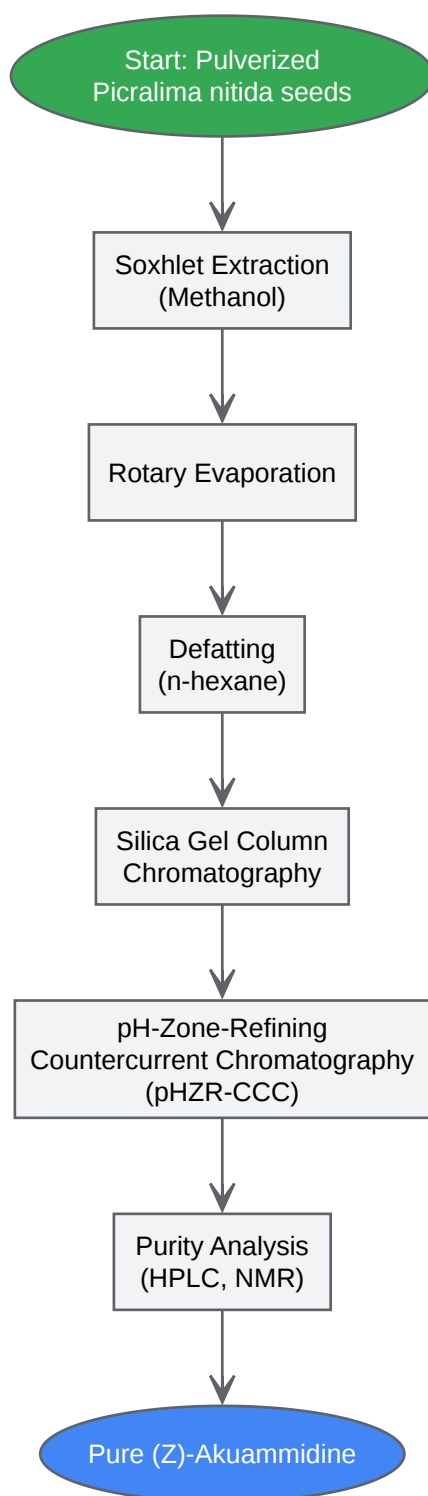 Start: Pulverized
Picralima nitida seeds
Soxhlet Extraction
(Methanol)
Rotary Evaporation
Defatting
(n-hexane)
Silica Gel Column
Chromatography
pH-Zone-Refining
Countercurrent Chromatography
(pHZR-CCC)
Purity Analysis
(HPLC, NMR)
Pure (Z)-Akuammidine